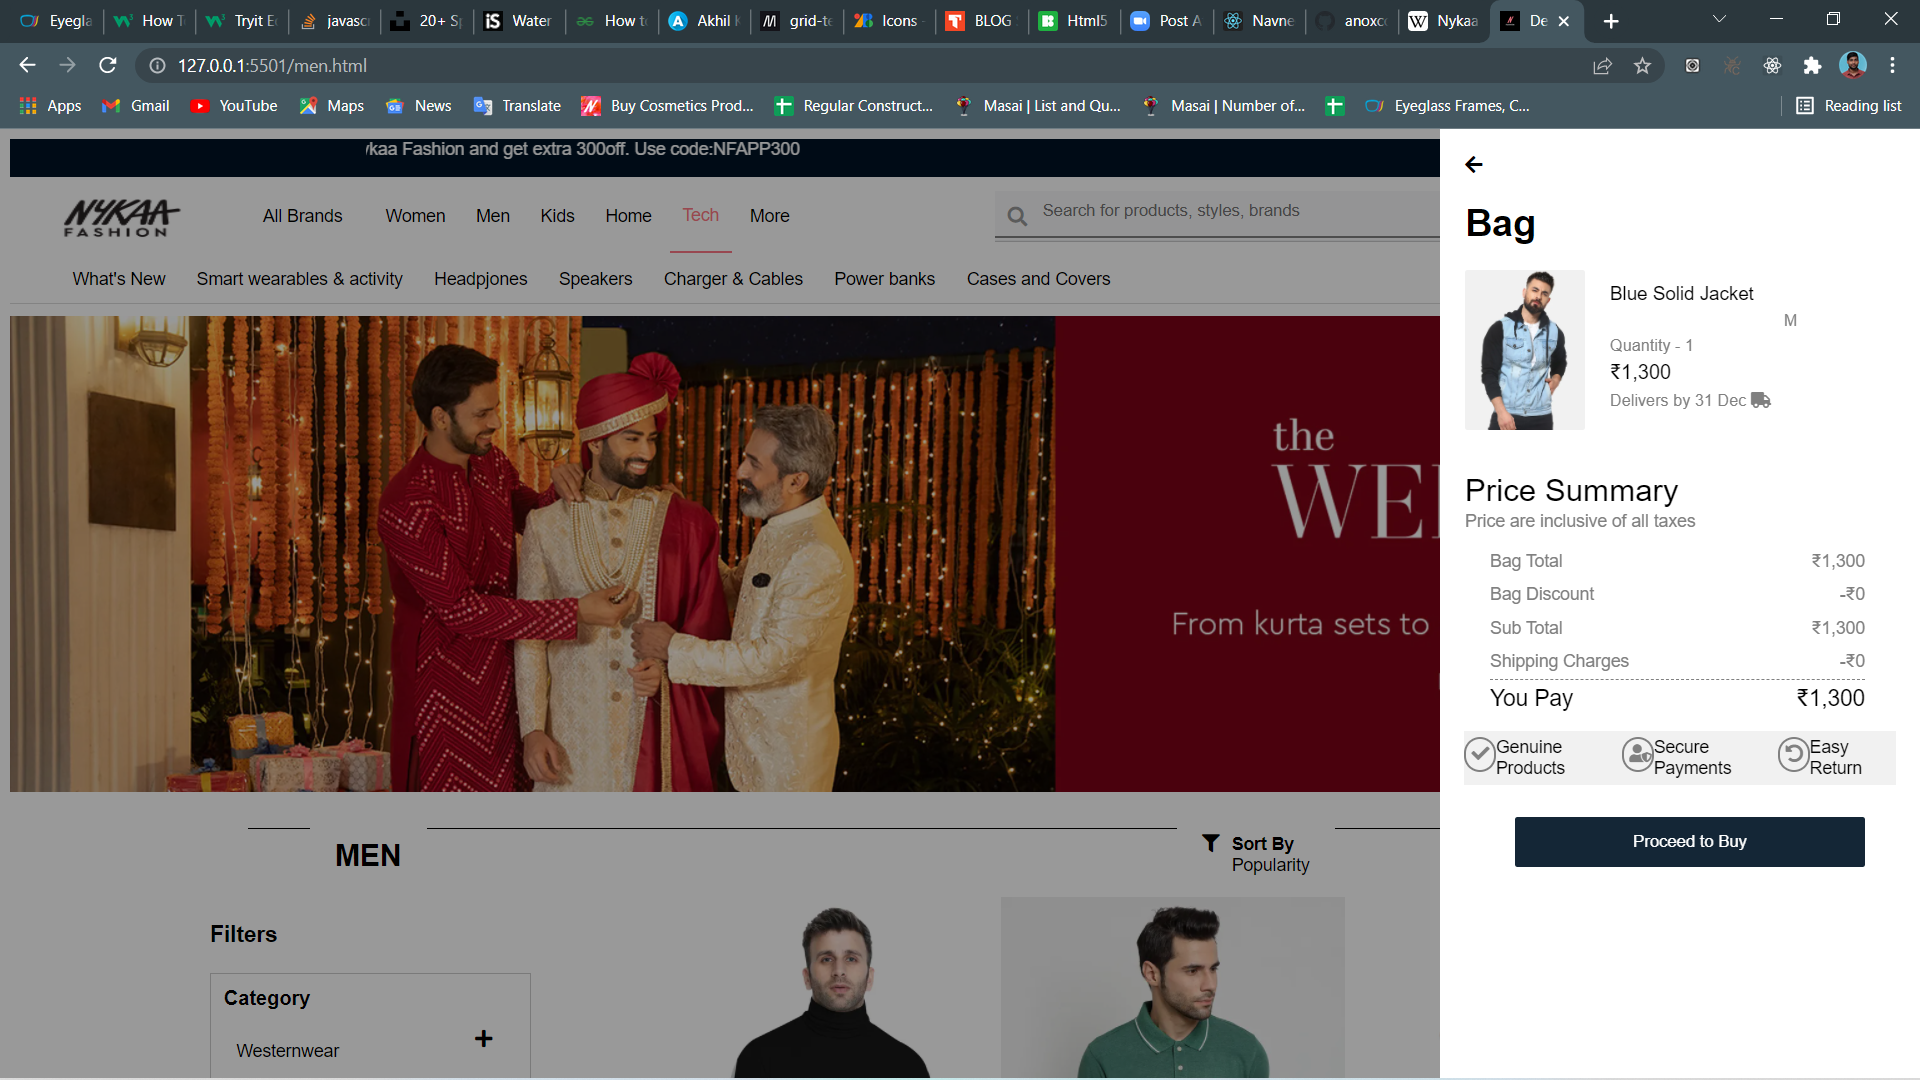 Eyegla
How T
Tryit E
javasc
20+ S
iS Water
How to
A Akhil K
M grid-te
Icons -
BLOG
Html5
Post A
Navne
anoxco
W Nykaa
De
127.0.0.1:5501/men.html
Apps
Gmail
YouTube
Maps
News
Translate
Buy Cosmetics Prod...
Regular Construct...
Masai | List and Qu...
Masai | Number of...
Eyeglass Frames, C...
Reading list
ykaa Fashion and get extra 300off. Use code:NFAPP300
NYKAA
FASHION
All Brands
Women
Men
Kids
Home
Tech
More
Search for products, styles, brands
What's New
Smart wearables & activity
Headpjones
Speakers
Charger & Cables
Power banks
Cases and Covers
the
WE
From kurta sets to
MEN
Sort By
Popularity
Filters
Category
Westernwear
Bag
Blue Solid Jacket
M
Quantity - 1
₹1,300
Delivers by 31 Dec
Price Summary
Price are inclusive of all taxes
Bag Total ₹1,300
Bag Discount -₹0
Sub Total ₹1,300
Shipping Charges -₹0
You Pay ₹1,300
Genuine
Products
Secure
Payments
Easy
Return
Proceed to Buy